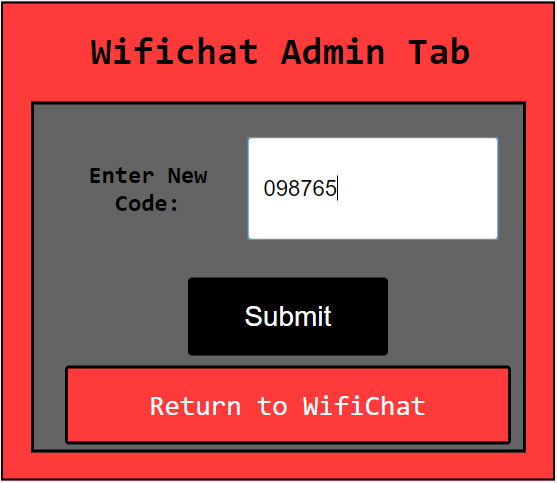 Wifichat Admin Tab
Enter New
Code:
098765
Submit
Return to WifiChat